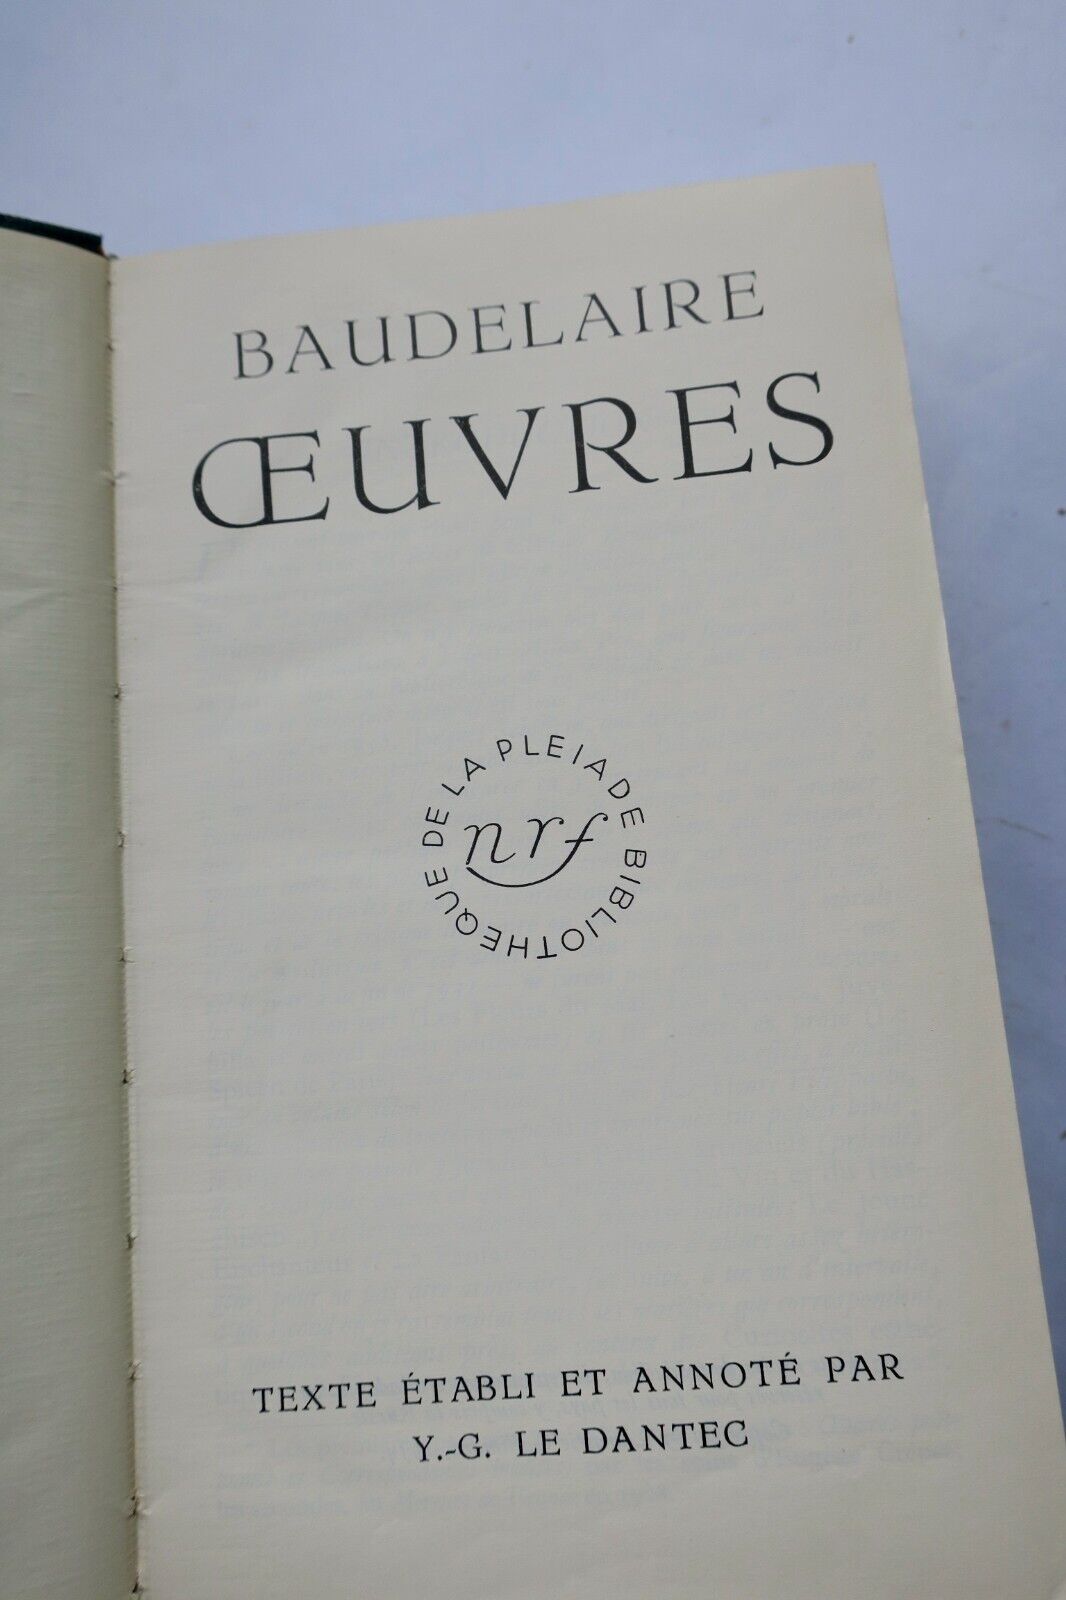 BAUDELAIRE
ŒUVRES
BIBLIOTHEQUE DE LA PLEIADE
nrf
TEXTE ÉTABLI ET ANNOTÉ PAR
Y.-G. LE DANTEC